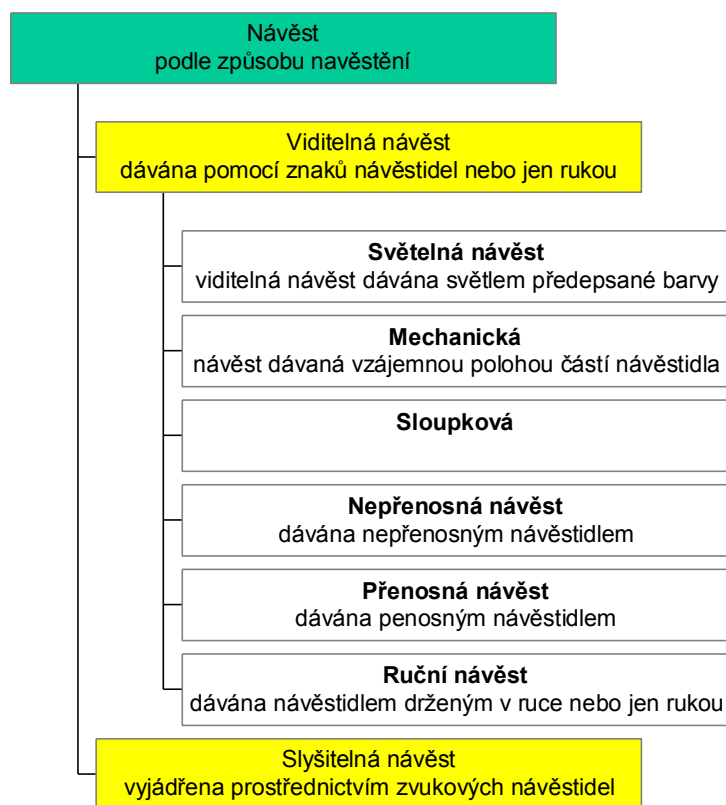 Návěst
podle způsobu navěstění
Viditelná návěst
dávána pomocí znaků návěstidel nebo jen rukou
Světelná návěst
viditelná návěst dávána světlem předepsané barvy
Mechanická
návěst dávaná vzájemnou polohou částí návěstidla
Sloupková
Nepřenosná návěst
dávána nepřenosným návěstidlem
Přenosná návěst
dávána penosným návěstidlem
Ruční návěst
dávána návěstidlem drženým v ruce nebo jen rukou
Slyšitelná návěst
vyjádřena prostřednictvím zvukových návěstidel